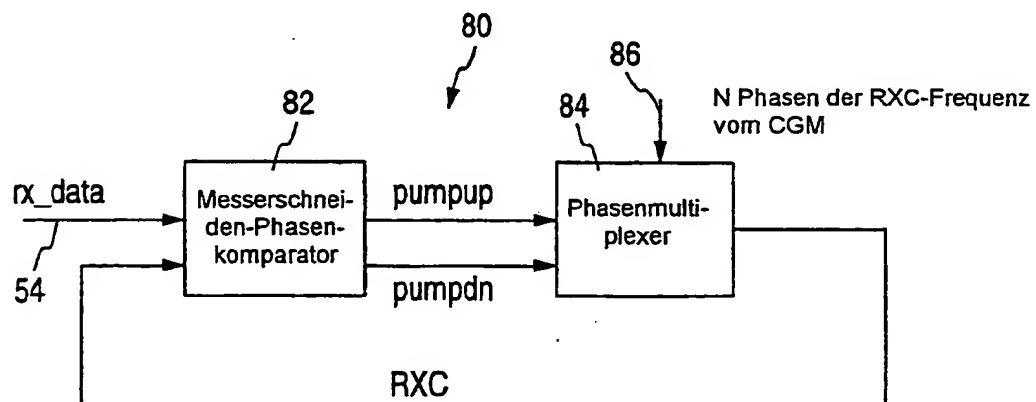 80
86
N Phasen der RXC-Frequenz
vom CGM
82
84
rx_data
Messerschnei-
den-Phasen-
komparator
pumpup
Phasenmulti-
plexer
54
pumpdn
RXC